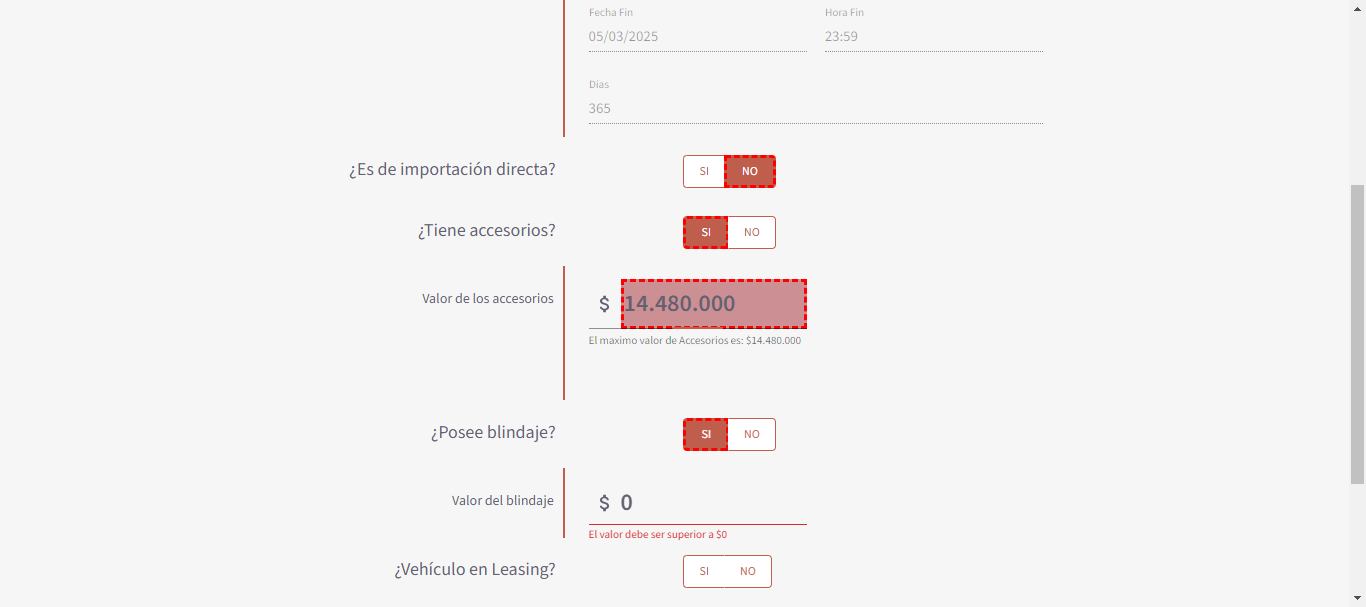 Fecha Fin Hora Fin
05/03/2025 23:59
Días
365
¿Es de importación directa? SI NO
¿Tiene accesorios? SI NO
Valor de los accesorios $ 14.480.000
El maximo valor de Accesorios es: $14.480.000
¿Posee blindaje? SI NO
Valor del blindaje $ 0
El valor debe ser superior a $0
¿Vehículo en Leasing? SI NO